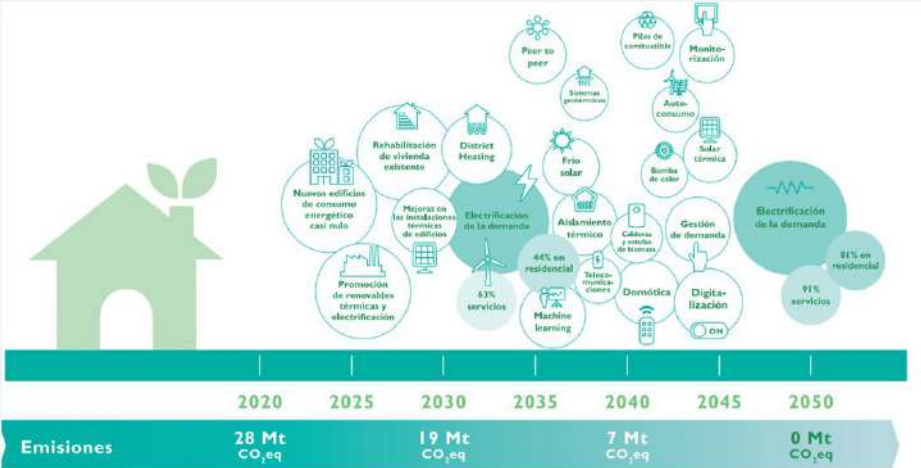 Peer to
peer
Pilas de
combustible
Monito-
rización
Sistemas
geotérmicos
Auto-
consumo
Rehabilitación
de vivienda
existente
District
Heating
Frío
solar
Bomba
de calor
Solar
térmica
Nuevos edificios
de consumo
energético
casi nulo
Mejoras en
las instalaciones
térmicas
de edificios
Electrificación
de la demanda
Aislamiento
térmico
Calderas
y estufas
de biomasa
Gestión
de demanda
Electrificación
de la demanda
44% en
residencial
81% en
residencial
Promoción
de renovables
térmicas y
electrificación
63%
servicios
Teleco-
munica-
ciones
Domótica
Digita-
lización
ON
91%
servicios
Machine
learning
2020 2025 2030 2035 2040 2045 2050
Emisiones
28 Mt
CO₂eq
19 Mt
CO₂eq
7 Mt
CO₂eq
0 Mt
CO₂eq